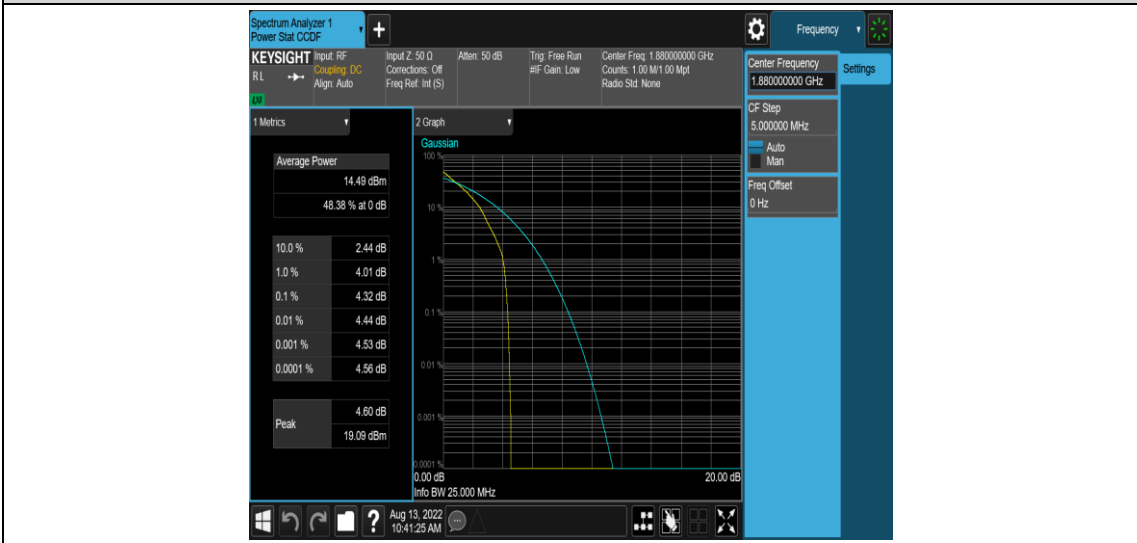 Spectrum Analyzer 1
Power Stat CCDF
+
Frequency
KEYSIGHT
RL
LXI
Input: RF
Coupling: DC
Align: Auto
Input Z: 50 Ω
Corrections: Off
Freq Ref: Int (S)
Atten: 50 dB
Trig: Free Run
#IF Gain: Low
Center Freq: 1.880000000 GHz
Counts: 1.00 M/1.00 Mpt
Radio Std: None
Center Frequency
1.880000000 GHz
Settings
CF Step
5.000000 MHz
Auto
Man
Freq Offset
0 Hz
1 Metrics
Average Power
14.49 dBm
48.38 % at 0 dB
10.0 % 2.44 dB
1.0 % 4.01 dB
0.1 % 4.32 dB
0.01 % 4.44 dB
0.001 % 4.53 dB
0.0001 % 4.56 dB
Peak 4.60 dB
19.09 dBm
2 Graph
Gaussian
100 %
10 %
1 %
0.1 %
0.01 %
0.001 %
0.0001 %
0.00 dB 20.00 dB
Info BW 25.000 MHz
?
Aug 13, 2022
10:41:25 AM